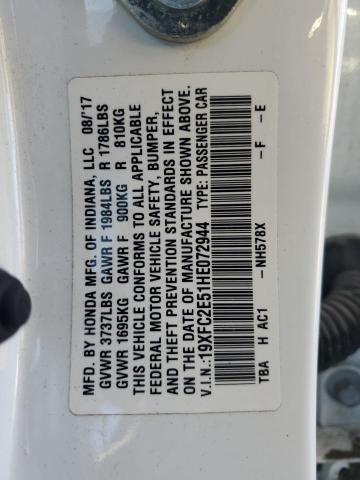 MFD. BY HONDA MFG. OF INDIANA, LLC 08/'17
GVWR 3737LBS GAWR F 1984LBS R 1786LBS
GVWR 1695KG GAWR F 900KG R 810KG
THIS VEHICLE CONFORMS TO ALL APPLICABLE
FEDERAL MOTOR VEHICLE SAFETY, BUMPER,
AND THEFT PREVENTION STANDARDS IN EFFECT
ON THE DATE OF MANUFACTURE SHOWN ABOVE.
V.I.N.:19XFC2E51HE072944 TYPE: PASSENGER CAR
TBA H AC1 -NH578X -F -E